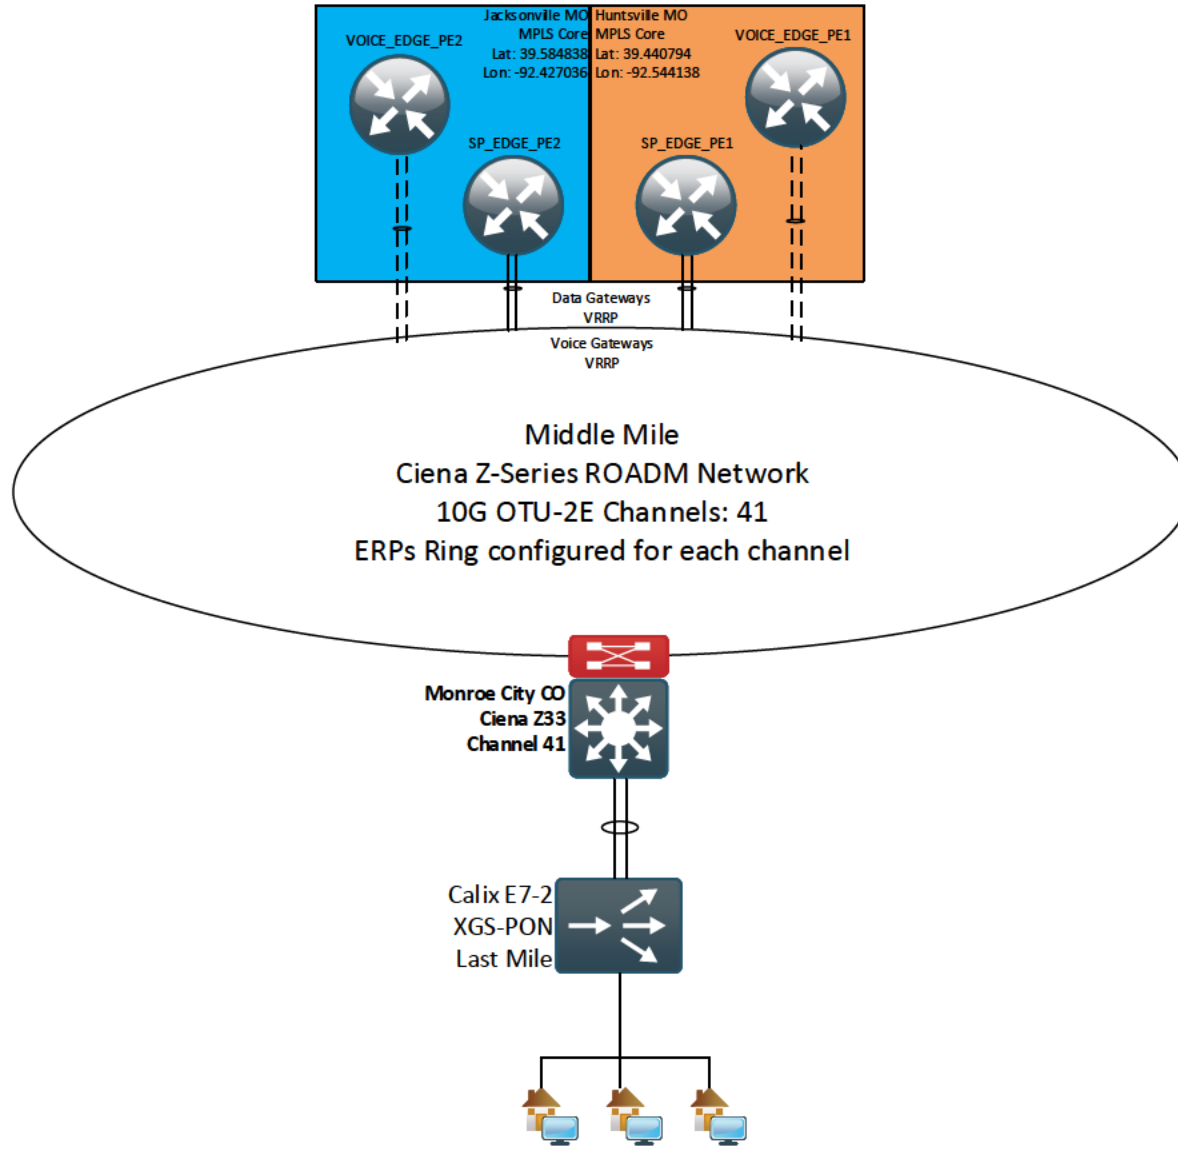 Jacksonville MO
MPLS Core
Lat: 39.584838
Lon: -92.427036
Huntsville MO
MPLS Core
Lat: 39.440794
Lon: -92.544138
VOICE_EDGE_PE2
VOICE_EDGE_PE1
SP_EDGE_PE2
SP_EDGE_PE1
Data Gateways
VRRP
Voice Gateways
VRRP
Middle Mile
Ciena Z-Series ROADM Network
10G OTU-2E Channels: 41
ERPs Ring configured for each channel
Monroe City CO
Ciena Z33
Channel 41
Calix E7-2
XGS-PON
Last Mile